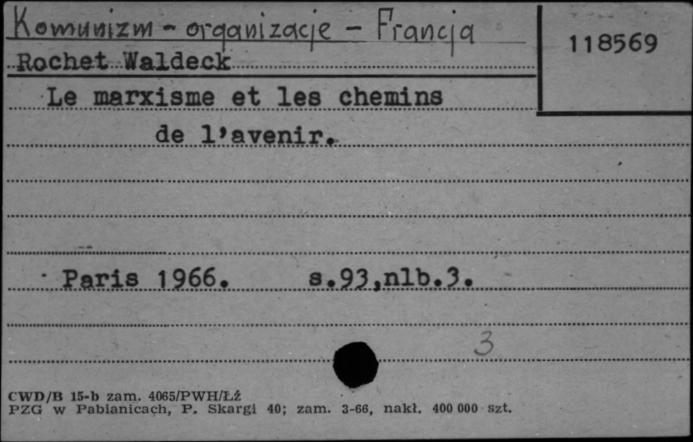 Komunizm - organizacje - Francja
118569
Rochet Waldeck
Le marxisme et les chemins
de l'avenir.
Paris 1966. s.93,nlb.3.
3
CWD/B 15-b zam. 4065/PWH/Łź
PZG w Pabianicach, P. Skargi 40; zam. 3-66, nakł. 400 000 szt.